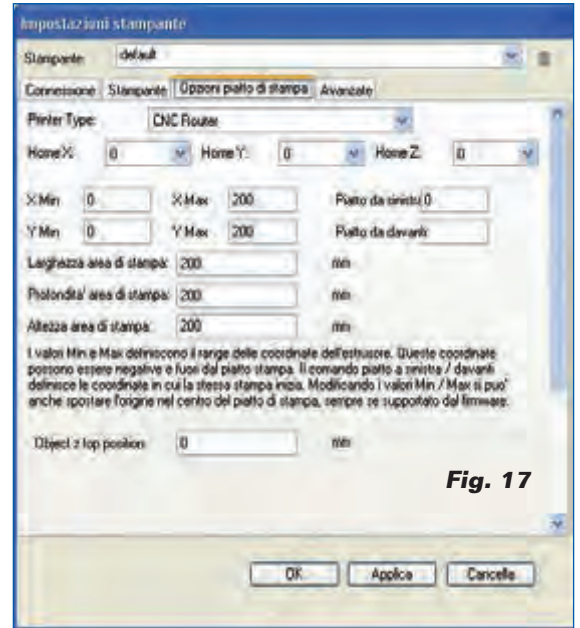 Impostazioni stampante
Stampante: default
Connessione Stampante Opzioni piatto di stampa Avanzate
Printer Type: CNC Router
Home X: 0 Home Y: 0 Home Z: 0
X Min 0 X Max 200 Piatto da sinistra 0
Y Min 0 Y Max 200 Piatto da davanti:
Larghezza area di stampa: 200 mm
Profondita' area di stampa: 200 mm
Altezza area di stampa: 200 mm
I valori Min e Max definiscono il range delle coordinate dell'estrusore. Queste coordinate
possono essere negative e fuori dal piatto stampa. Il comando piatto a sinistra / davanti
definisce le coordinate in cui la stessa stampa inizia. Modificando i valori Min / Max si puo'
anche spostare l'origine nel centro del piatto di stampa, sempre se supportato dal firmware.
Object z top position: 0 mm
Fig. 17
OK Applica Cancella